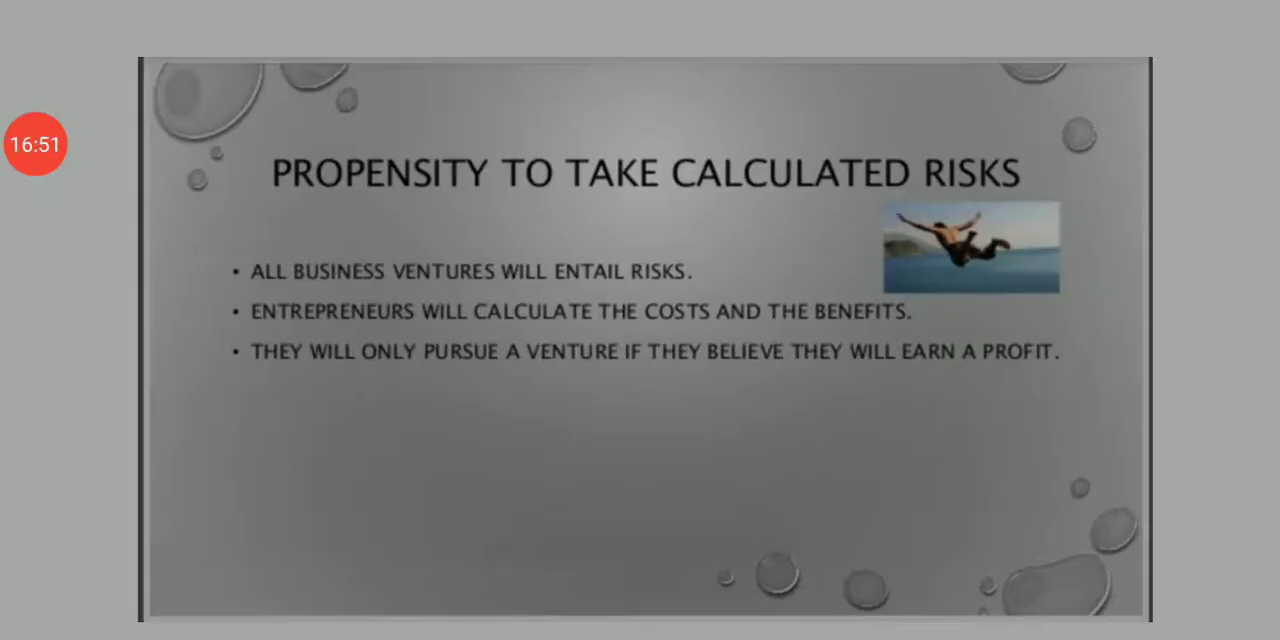 16:51
PROPENSITY TO TAKE CALCULATED RISKS
• ALL BUSINESS VENTURES WILL ENTAIL RISKS.
• ENTREPRENEURS WILL CALCULATE THE COSTS AND THE BENEFITS.
• THEY WILL ONLY PURSUE A VENTURE IF THEY BELIEVE THEY WILL EARN A PROFIT.